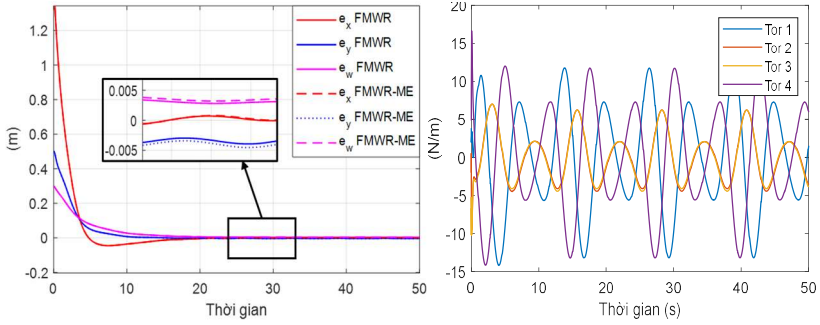 1.2
1
0.8
0.6
0.4
0.2
0
-0.2
(m)
0 10 20 30 40 50
Thời gian
0.005
0
-0.005
e_x FMWR
e_y FMWR
e_w FMWR
e_x FMWR-ME
e_y FMWR-ME
e_w FMWR-ME
20
15
10
5
0
-5
-10
-15
(N/m)
0 10 20 30 40 50
Thời gian (s)
Tor 1
Tor 2
Tor 3
Tor 4